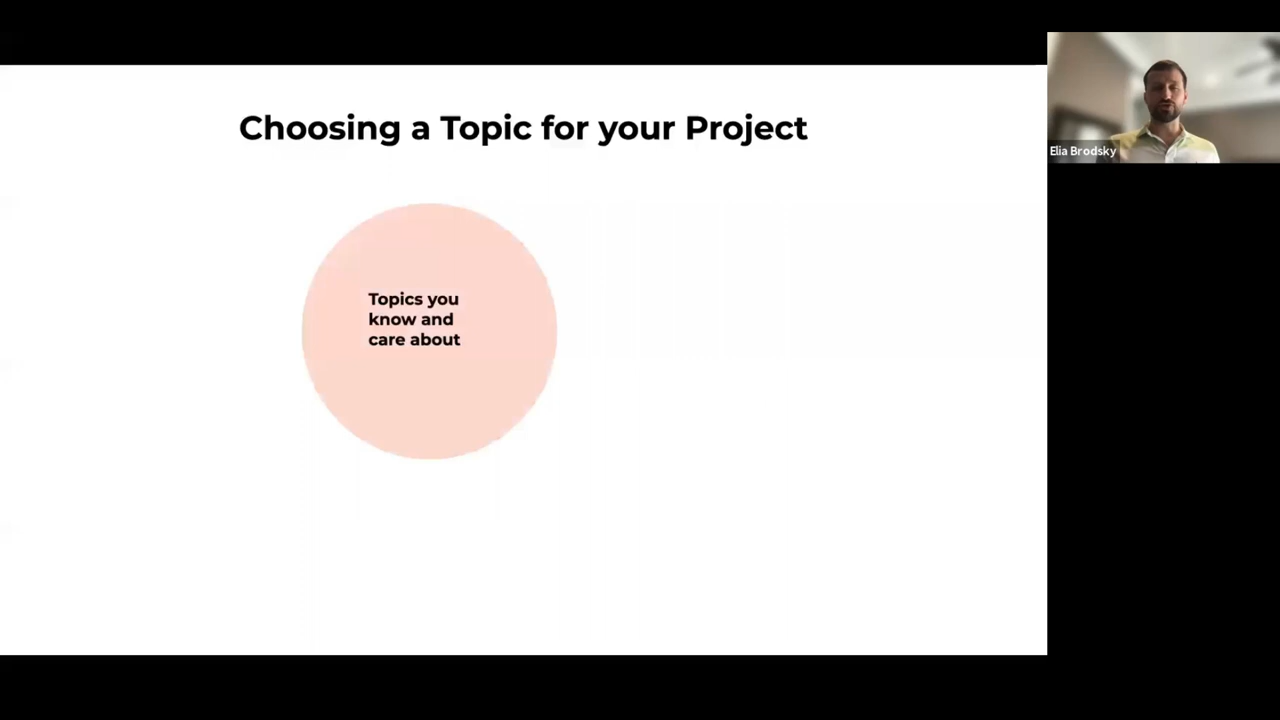 Choosing a Topic for your Project
Elia Brodsky
Topics you
know and
care about